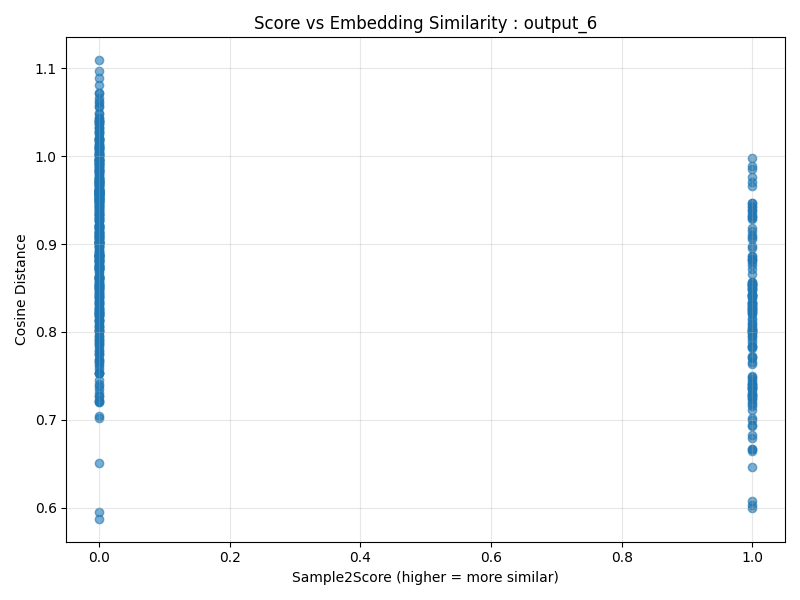 Score vs Embedding Similarity : output_6
1.1
1.0
0.9
0.8
0.7
0.6
Cosine Distance
0.0 0.2 0.4 0.6 0.8 1.0
Sample2Score (higher = more similar)